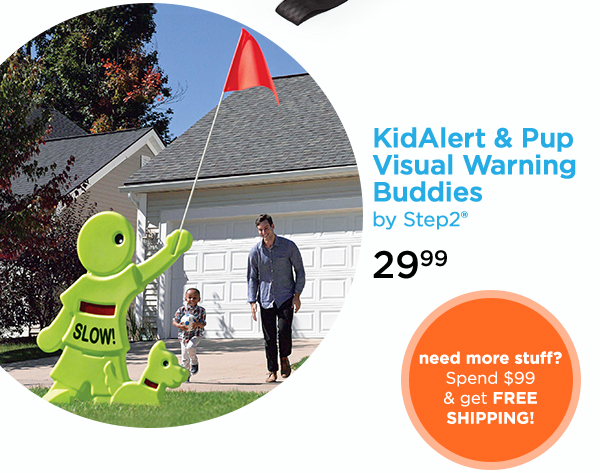 SLOW!
KidAlert & Pup
Visual Warning
Buddies
by Step2®
29⁹⁹
need more stuff?
Spend $99
& get FREE
SHIPPING!